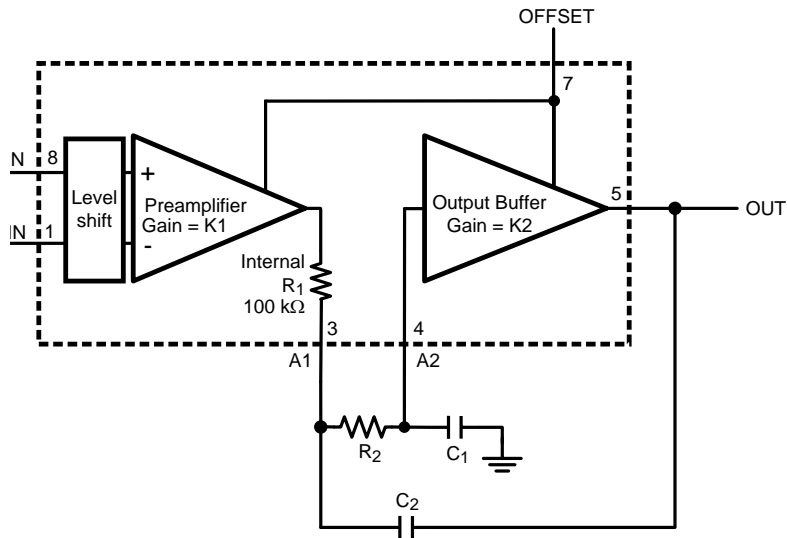 OFFSET
7
N 8
Level
shift
+
-
Preamplifier
Gain = K1
Output Buffer
Gain = K2
5
OUT
IN 1
Internal
R1
100 kΩ
3
4
A1
A2
R2
C1
C2